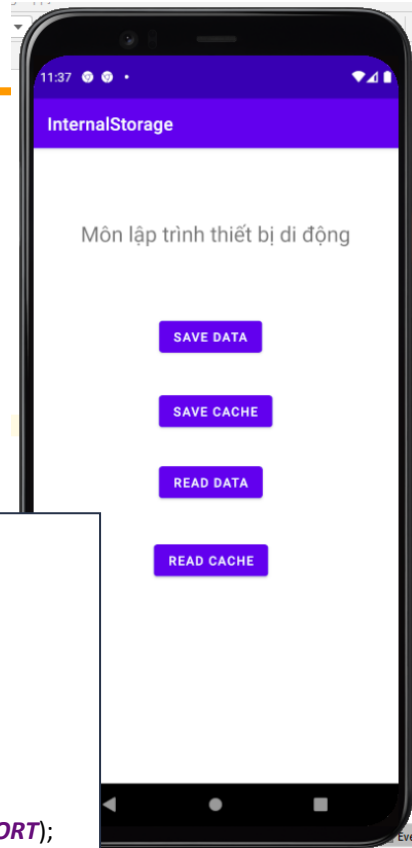 11:37
InternalStorage
Môn lập trình thiết bị di động
SAVE DATA
SAVE CACHE
READ DATA
READ CACHE
ORT);
Eve